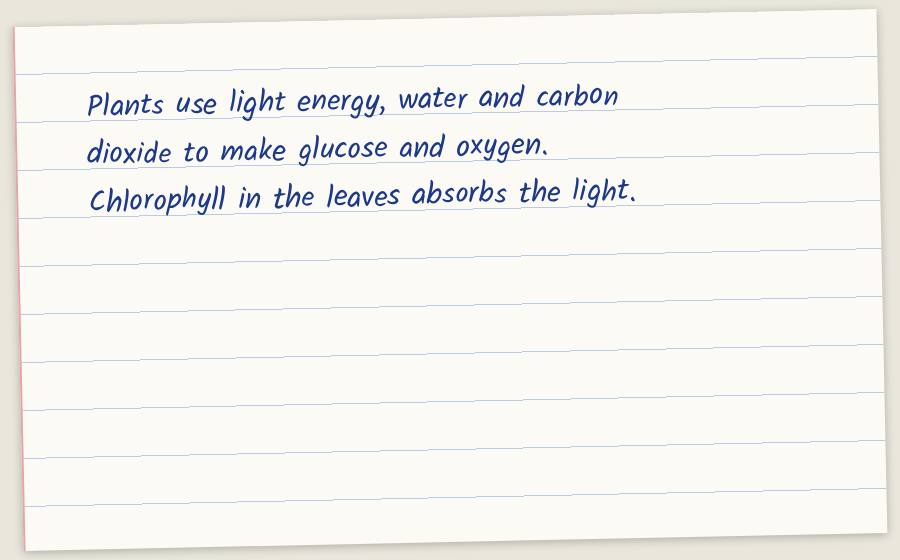 Plants use light energy, water and carbon
dioxide to make glucose and oxygen.
Chlorophyll in the leaves absorbs the light.